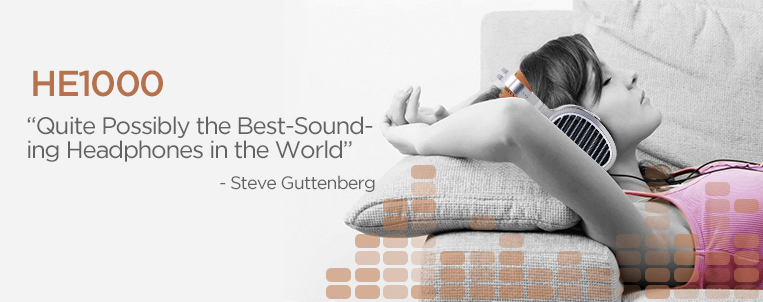 HE1000
“Quite Possibly the Best-Sound-
ing Headphones in the World”
- Steve Guttenberg